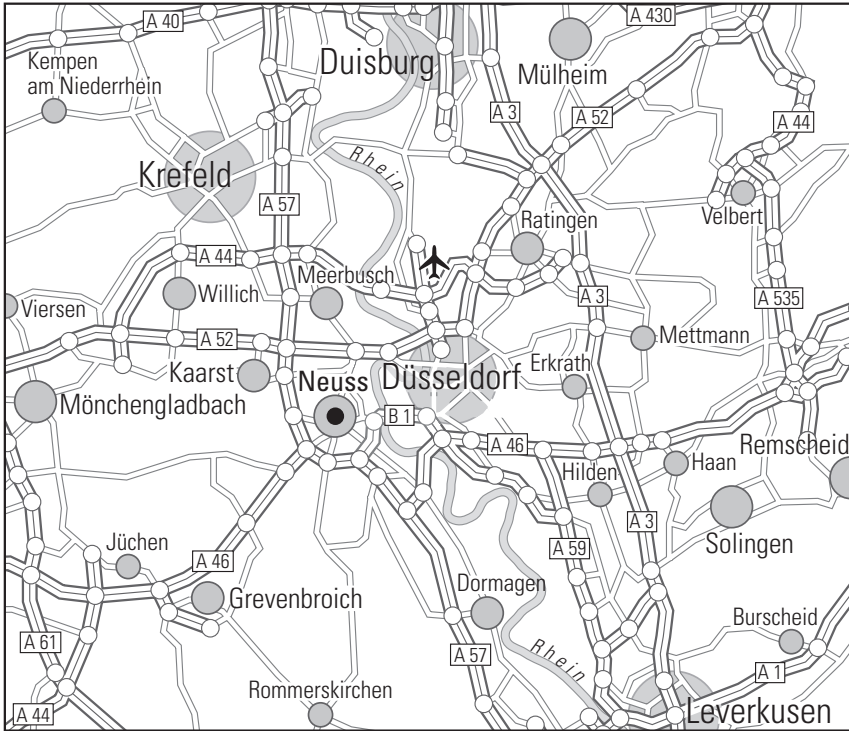 A 40
A 430
Kempen
am Niederrhein
Duisburg
Mülheim
A 3
A 52
A 44
Rhein
Krefeld
A 57
Velbert
Ratingen
A 44
Willich
Meerbusch
A 3
A 535
Viersen
A 52
Mettmann
Kaarst
Neuss
Düsseldorf
Erkrath
Mönchengladbach
B 1
A 46
Remscheid
Hilden
Haan
A 3
Solingen
Jüchen
A 46
A 59
Dormagen
Grevenbroich
Burscheid
A 61
A 57
Rhein
A 1
Rommerskirchen
A 44
Leverkusen